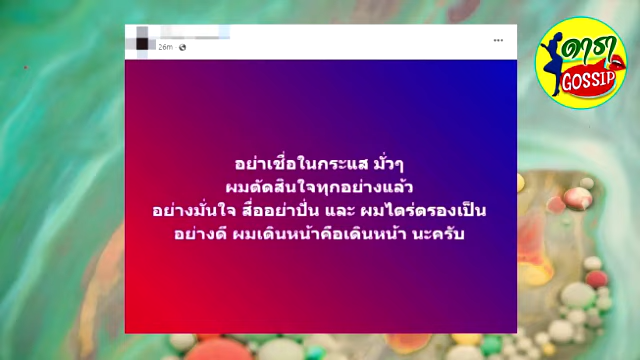 26m
อย่าเชื่อในกระแส มั่วๆ
ผมตัดสินใจทุกอย่างแล้ว
อย่างมั่นใจ สื่ออย่าปั่น และ ผมไตร่ตรองเป็น
อย่างดี ผมเดินหน้าคือเดินหน้า นะครับ
ดารา
GOSSIP